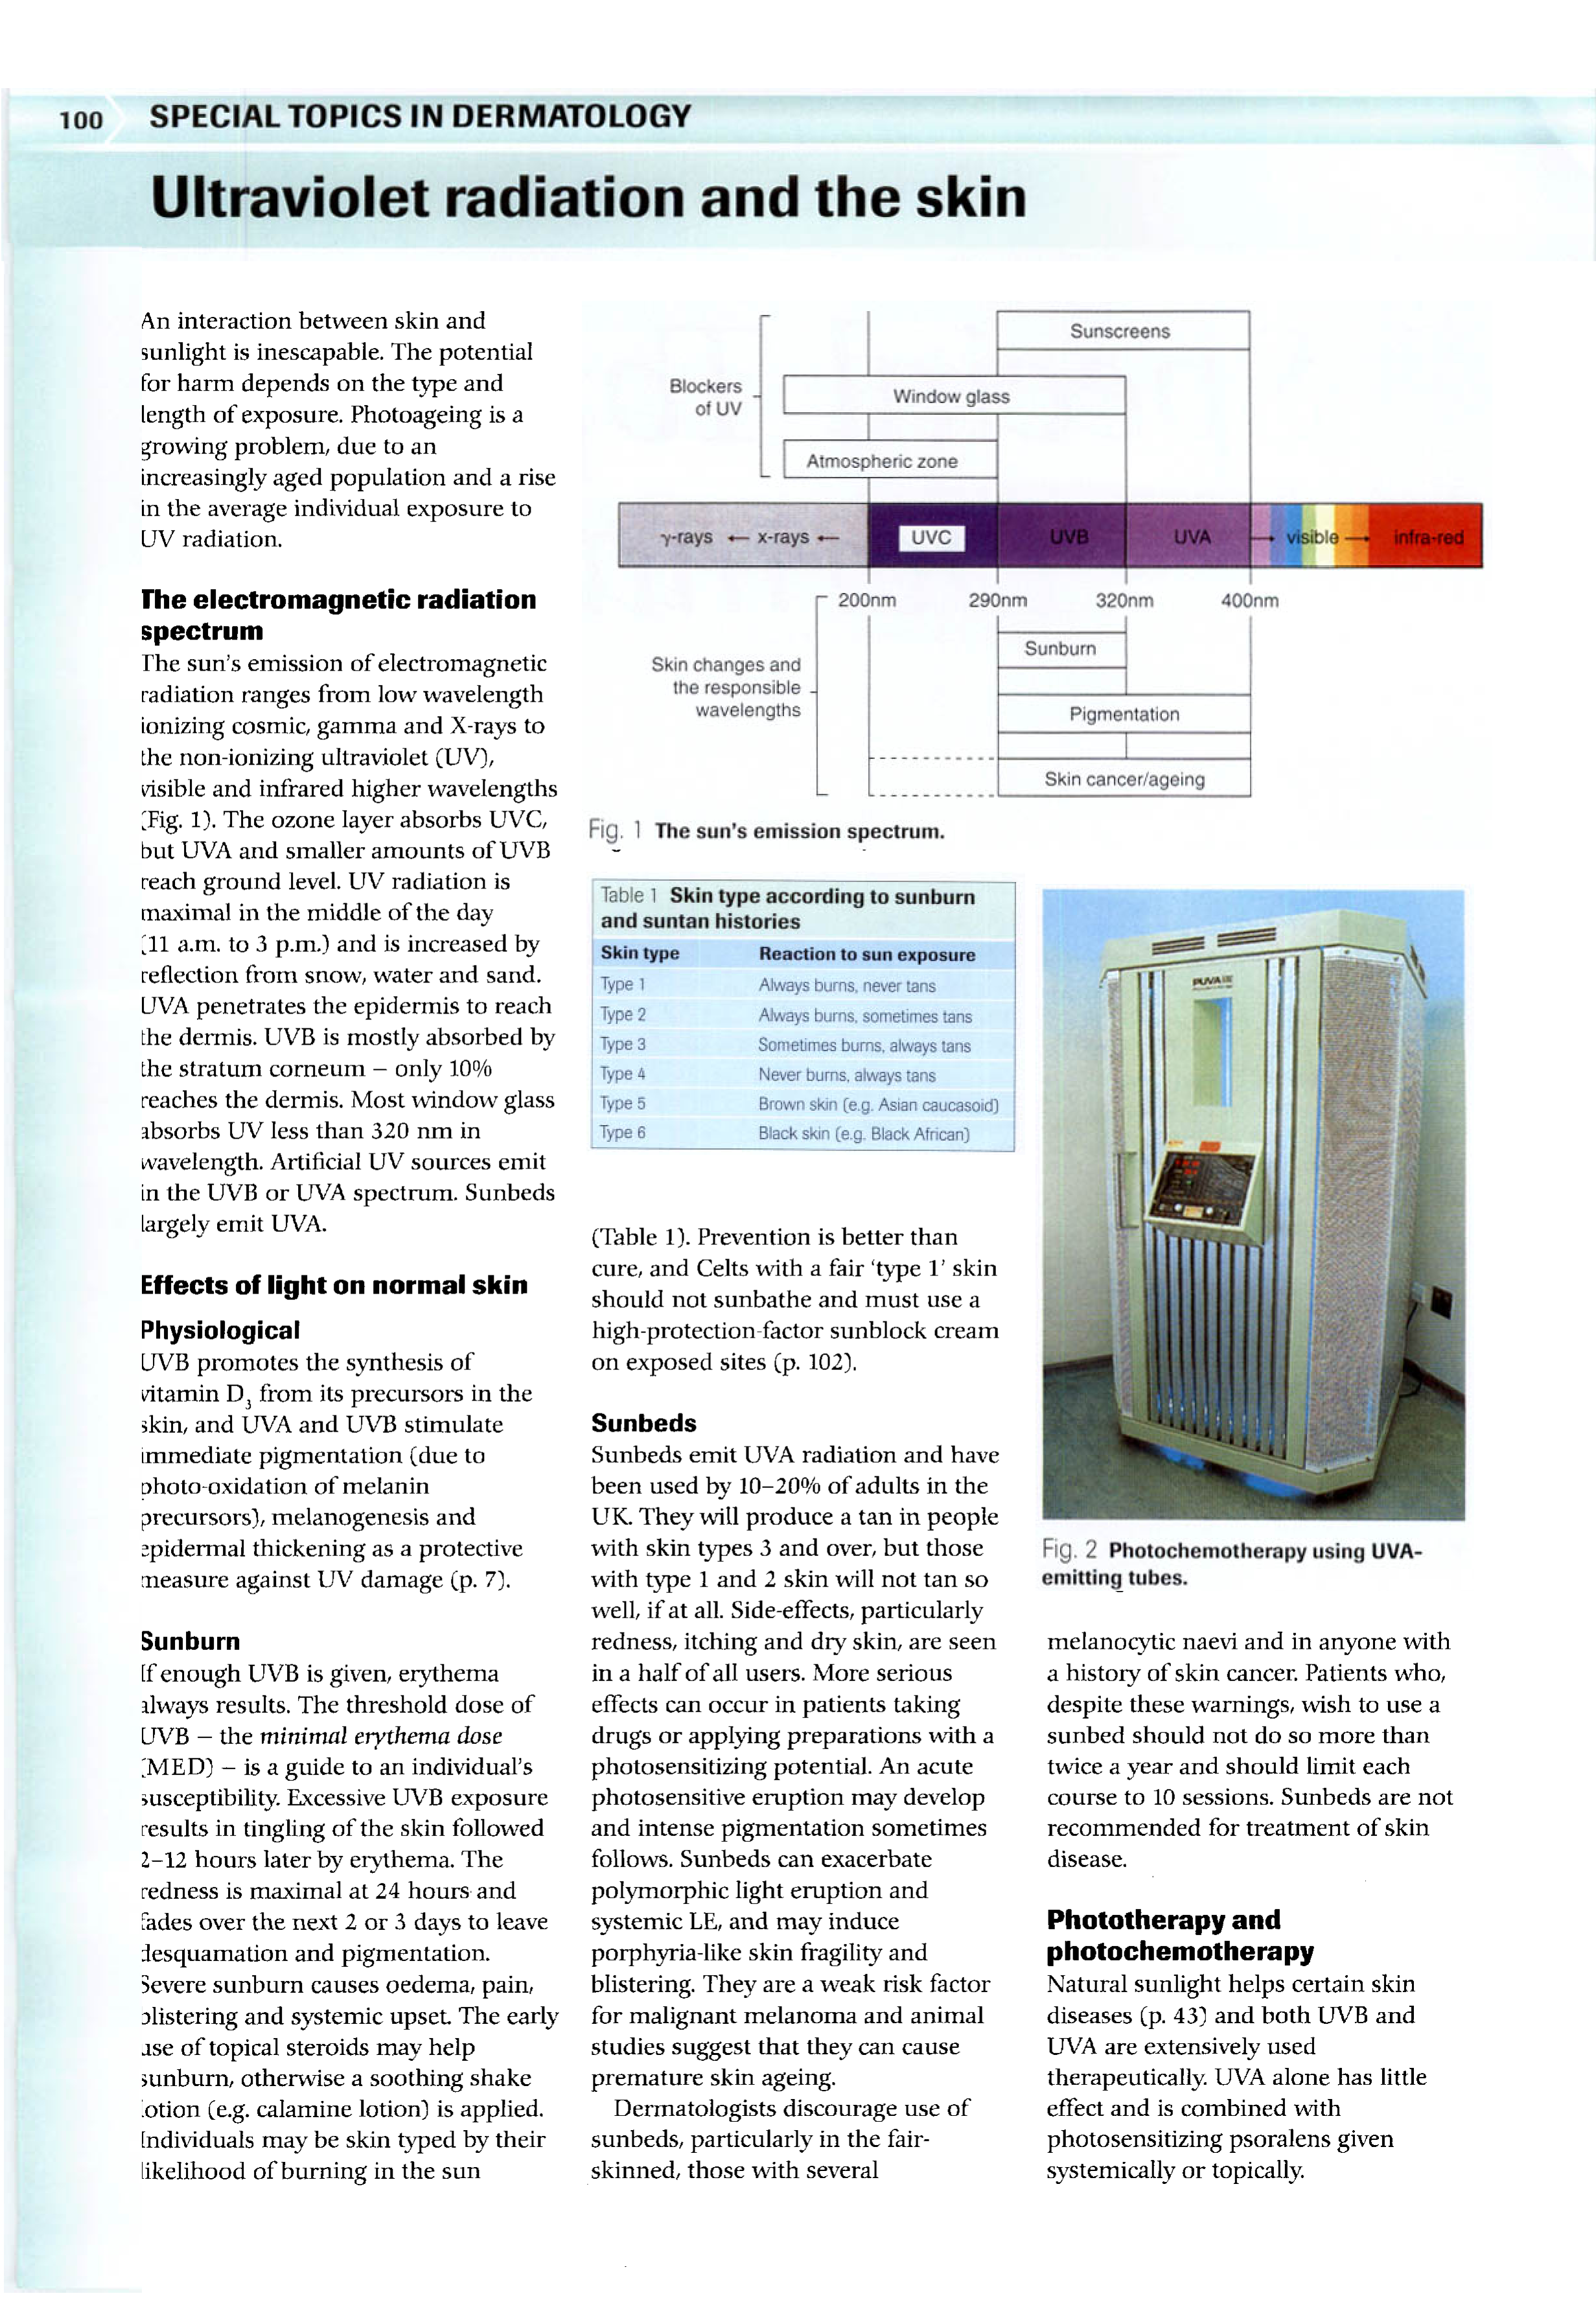 100 SPECIAL TOPICS IN DERMATOLOGY
Ultraviolet radiation and the skin
An interaction between skin and
sunlight is inescapable. The potential
for harm depends on the type and
length of exposure. Photoageing is a
growing problem, due to an
increasingly aged population and a rise
in the average individual exposure to
UV radiation.
The electromagnetic radiation
spectrum
The sun's emission of electromagnetic
radiation ranges from low wavelength
ionizing cosmic, gamma and X-rays to
the non-ionizing ultraviolet (UV),
visible and infrared higher wavelengths
(Fig. 1). The ozone layer absorbs UVC,
but UVA and smaller amounts of UVB
reach ground level. UV radiation is
maximal in the middle of the day
(11 a.m. to 3 p.m.) and is increased by
reflection from snow, water and sand.
UVA penetrates the epidermis to reach
the dermis. UVB is mostly absorbed by
the stratum corneum – only 10%
reaches the dermis. Most window glass
absorbs UV less than 320 nm in
wavelength. Artificial UV sources emit
in the UVB or UVA spectrum. Sunbeds
largely emit UVA.
Effects of light on normal skin
Physiological
UVB promotes the synthesis of
vitamin D3 from its precursors in the
skin, and UVA and UVB stimulate
immediate pigmentation (due to
photo-oxidation of melanin
precursors), melanogenesis and
epidermal thickening as a protective
measure against UV damage (p. 7).
Sunburn
If enough UVB is given, erythema
always results. The threshold dose of
UVB – the minimal erythema dose
(MED) – is a guide to an individual's
susceptibility. Excessive UVB exposure
results in tingling of the skin followed
2–12 hours later by erythema. The
redness is maximal at 24 hours and
fades over the next 2 or 3 days to leave
desquamation and pigmentation.
Severe sunburn causes oedema, pain,
blistering and systemic upset. The early
use of topical steroids may help
sunburn, otherwise a soothing shake
lotion (e.g. calamine lotion) is applied.
Individuals may be skin typed by their
likelihood of burning in the sun
Sunscreens
Blockers
of UV
Window glass
Atmospheric zone
γ-rays ← x-rays ← UVC UVB UVA → visible → infra-red
200nm 290nm 320nm 400nm
Skin changes and
the responsible
wavelengths
Sunburn
Pigmentation
Skin cancer/ageing
Fig. 1 The sun's emission spectrum.
Table 1 Skin type according to sunburn
and suntan histories
Skin type Reaction to sun exposure
Type 1 Always burns, never tans
Type 2 Always burns, sometimes tans
Type 3 Sometimes burns, always tans
Type 4 Never burns, always tans
Type 5 Brown skin (e.g. Asian caucasoid)
Type 6 Black skin (e.g. Black African)
(Table 1). Prevention is better than
cure, and Celts with a fair 'type 1' skin
should not sunbathe and must use a
high-protection-factor sunblock cream
on exposed sites (p. 102).
Sunbeds
Sunbeds emit UVA radiation and have
been used by 10–20% of adults in the
UK. They will produce a tan in people
with skin types 3 and over, but those
with type 1 and 2 skin will not tan so
well, if at all. Side-effects, particularly
redness, itching and dry skin, are seen
in a half of all users. More serious
effects can occur in patients taking
drugs or applying preparations with a
photosensitizing potential. An acute
photosensitive eruption may develop
and intense pigmentation sometimes
follows. Sunbeds can exacerbate
polymorphic light eruption and
systemic LE, and may induce
porphyria-like skin fragility and
blistering. They are a weak risk factor
for malignant melanoma and animal
studies suggest that they can cause
premature skin ageing.
Dermatologists discourage use of
sunbeds, particularly in the fair-
skinned, those with several
PUVA
Fig. 2 Photochemotherapy using UVA-
emitting tubes.
melanocytic naevi and in anyone with
a history of skin cancer. Patients who,
despite these warnings, wish to use a
sunbed should not do so more than
twice a year and should limit each
course to 10 sessions. Sunbeds are not
recommended for treatment of skin
disease.
Phototherapy and
photochemotherapy
Natural sunlight helps certain skin
diseases (p. 43) and both UVB and
UVA are extensively used
therapeutically. UVA alone has little
effect and is combined with
photosensitizing psoralens given
systemically or topically.